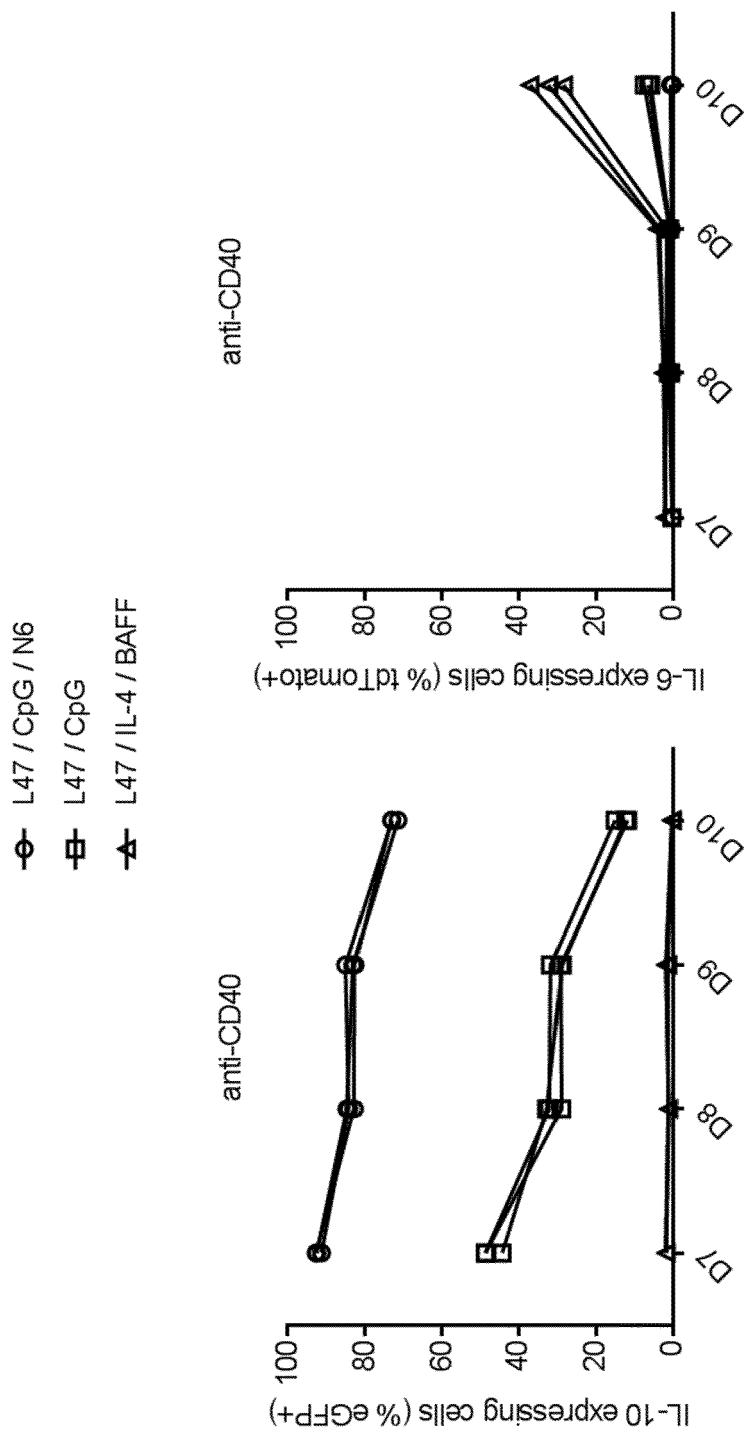 L47 / CpG / N6
L47 / CpG
L47 / IL-4 / BAFF
anti-CD40
IL-10 expressing cells (% eGFP+)
100
80
60
40
20
0
D7
D8
D9
D10
anti-CD40
IL-6 expressing cells (% tdTomato+)
100
80
60
40
20
0
D7
D8
D9
D10